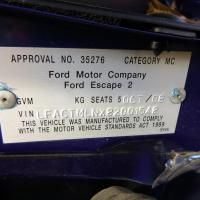 APPROVAL NO. 35276 CATEGORY MC
Ford Motor Company
Ford Escape 2
GVM KG SEATS 5 OCT/08
VIN
THIS VEHICLE WAS MANUFACTURED TO COMPLY
WITH THE MOTOR VEHICLE STANDARDS ACT 1989